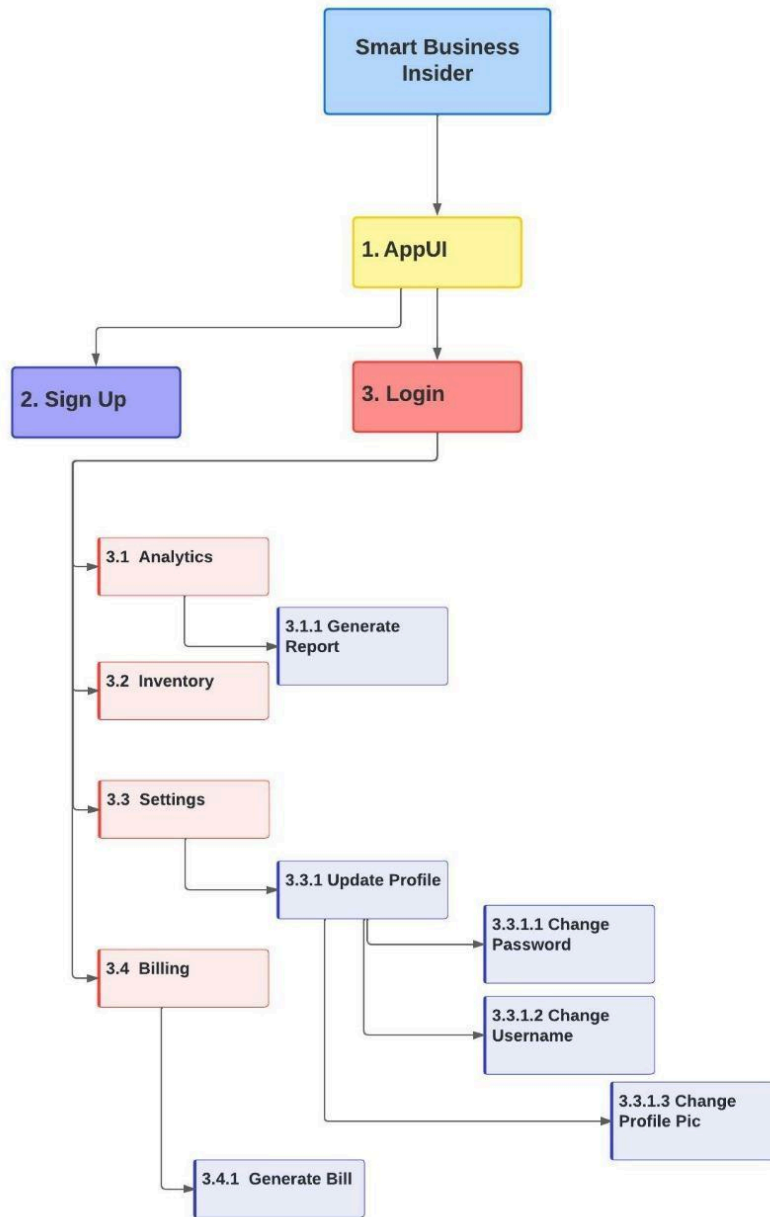 Smart Business
Insider
1. AppUI
2. Sign Up
3. Login
3.1 Analytics
3.1.1 Generate
Report
3.2 Inventory
3.3 Settings
3.3.1 Update Profile
3.3.1.1 Change
Password
3.4 Billing
3.3.1.2 Change
Username
3.3.1.3 Change
Profile Pic
3.4.1 Generate Bill